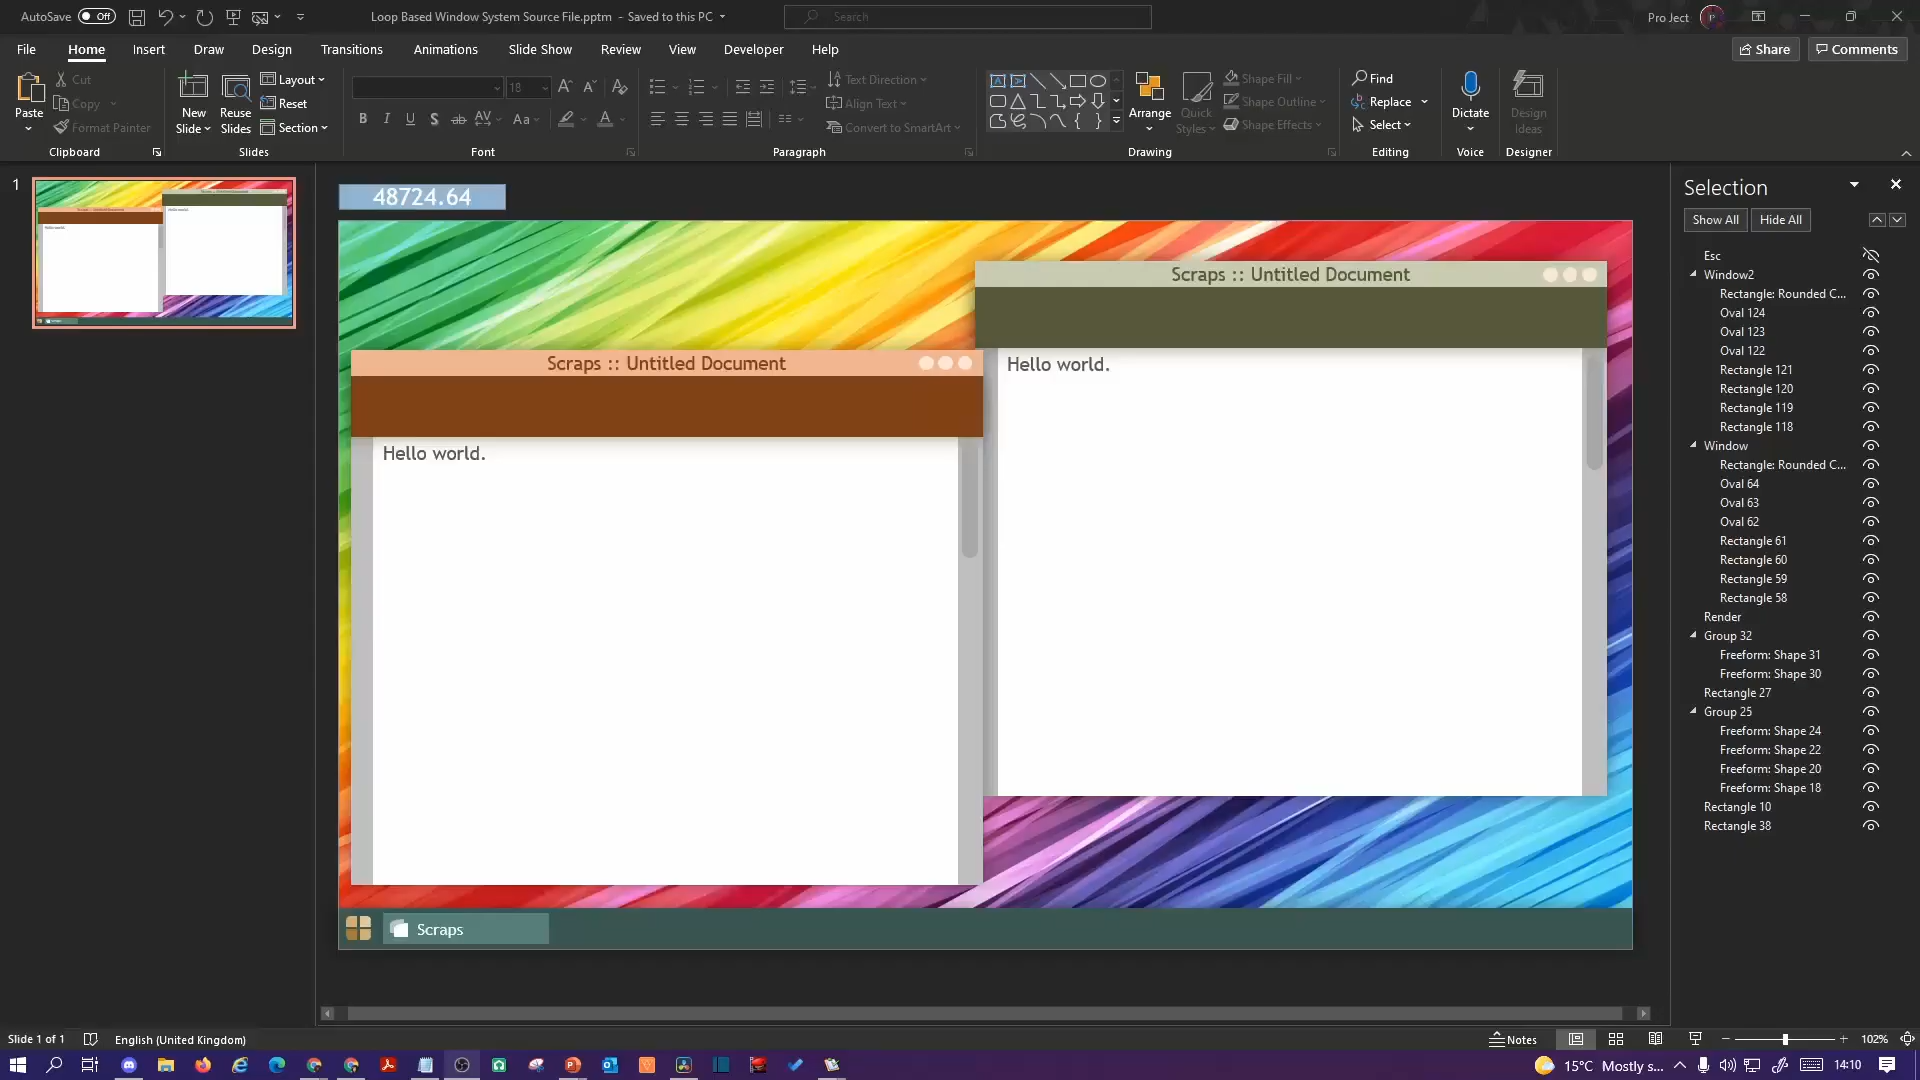 AutoSave Off Loop Based Window System Source File.pptm - Saved to this PC Search Pro Ject
File Home Insert Draw Design Transitions Animations Slide Show Review View Developer Help Share Comments
Paste Cut Copy Format Painter
Clipboard
New Slide Reuse Slides Layout Reset Section
Slides
18
B I U S ab AV Aa A
Font
Text Direction
Align Text
Convert to SmartArt
Paragraph
Arrange Quick Styles Shape Fill Shape Outline Shape Effects
Drawing
Find
Replace
Select
Editing
Dictate
Voice
Design Ideas
Designer
1
48724.64
Scraps :: Untitled Document
Hello world.
Scraps :: Untitled Document
Hello world.
Scraps
Selection
Show All Hide All
Esc
Window2
Rectangle: Rounded C...
Oval 124
Oval 123
Oval 122
Rectangle 121
Rectangle 120
Rectangle 119
Rectangle 118
Window
Rectangle: Rounded C...
Oval 64
Oval 63
Oval 62
Rectangle 61
Rectangle 60
Rectangle 59
Rectangle 58
Render
Group 32
Freeform: Shape 31
Freeform: Shape 30
Rectangle 27
Group 25
Freeform: Shape 24
Freeform: Shape 22
Freeform: Shape 20
Freeform: Shape 18
Rectangle 10
Rectangle 38
Slide 1 of 1 English (United Kingdom) Notes 102%
15°C Mostly s... 14:10